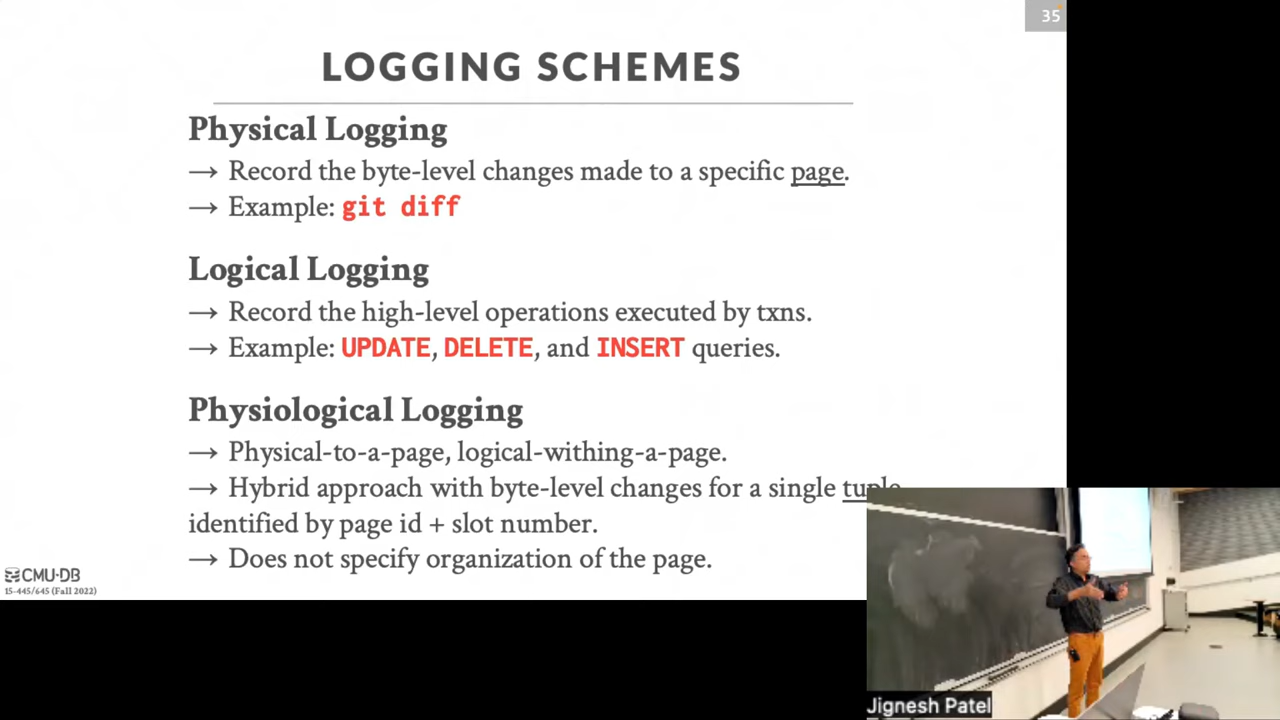 35
LOGGING SCHEMES
Physical Logging
→ Record the byte-level changes made to a specific page.
→ Example: git diff
Logical Logging
→ Record the high-level operations executed by txns.
→ Example: UPDATE, DELETE, and INSERT queries.
Physiological Logging
→ Physical-to-a-page, logical-withing-a-page.
→ Hybrid approach with byte-level changes for a single tuple
identified by page id + slot number.
→ Does not specify organization of the page.
CMU·DB
15-445/645 (Fall 2022)
Jignesh Patel